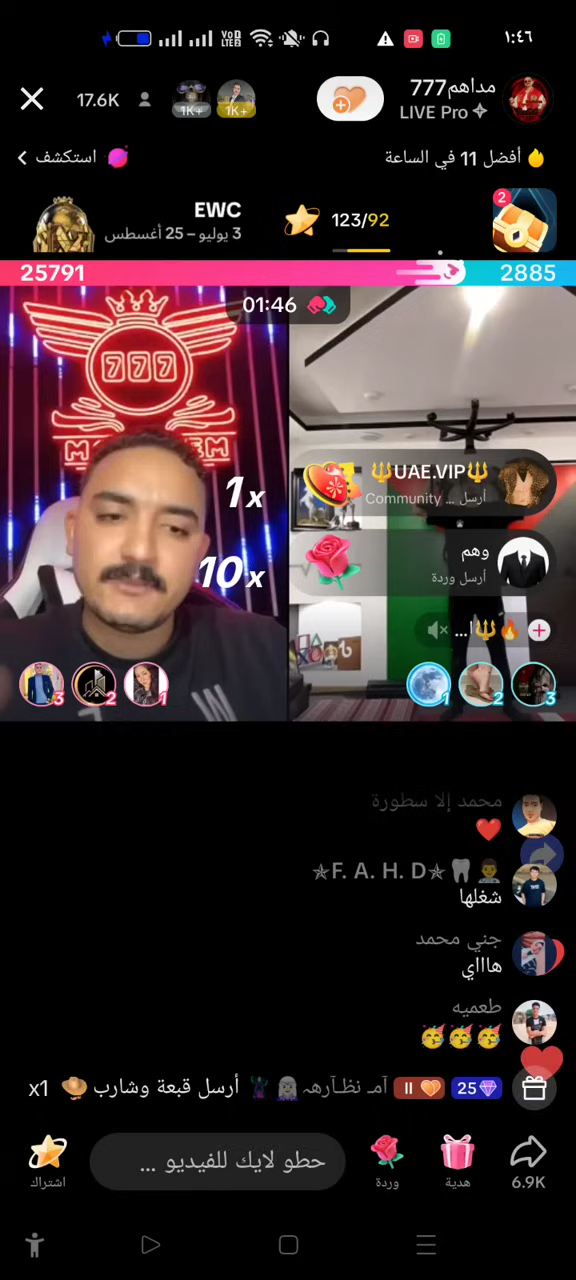 ١:٤٦
VoD
LTE2
مداهم777
LIVE Pro
17.6K
1K+
1K+
أفضل 11 في الساعة
استكشف
2
123/92
EWC
3 يوليو – 25 أغسطس
25791
2885
01:46
777
1x
10x
🔱UAE.VIP🔱
أرسل ... Community
وهم
أرسل وردة
...ا🔱🔥
3
2
1
1
2
3
محمد إلا سطورة
❤️
✯F. A. H. D✯🦷👨‍⚕️
شغلها
جني محمد
هاااي
طعميه
🥳🥳🥳
25
أرسل قبعة وشارب
x1
حطو لايك للفيديو ...
اشتراك
وردة
هدية
6.9K